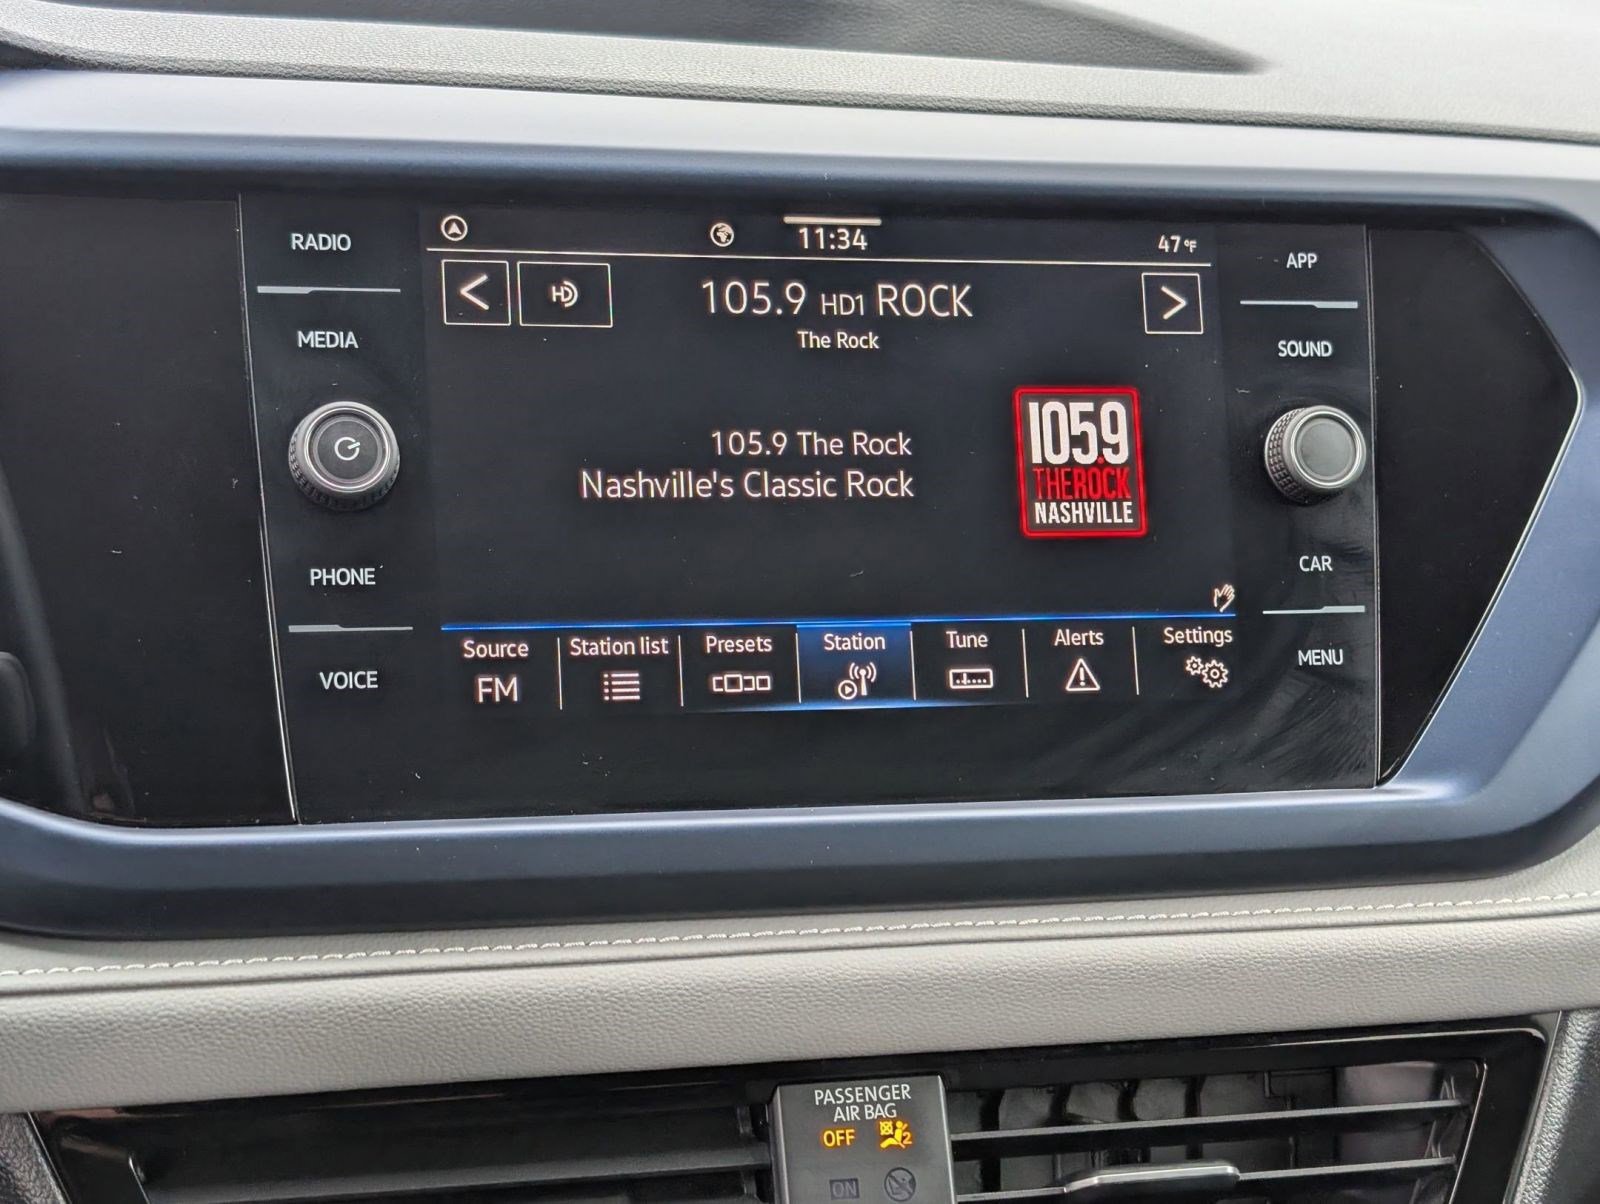 RADIO
MEDIA
PHONE
VOICE
11:34
47°F
HD
105.9 HD1 ROCK
The Rock
105.9 The Rock
Nashville's Classic Rock
105.9
THE ROCK
NASHVILLE
Source
FM
Station list
Presets
Station
Tune
Alerts
Settings
APP
SOUND
CAR
MENU
PASSENGER
AIR BAG
OFF
2
ON